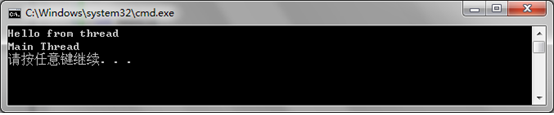 C:\Windows\system32\cmd.exe
Hello from thread
Main Thread
请按任意键继续. . .